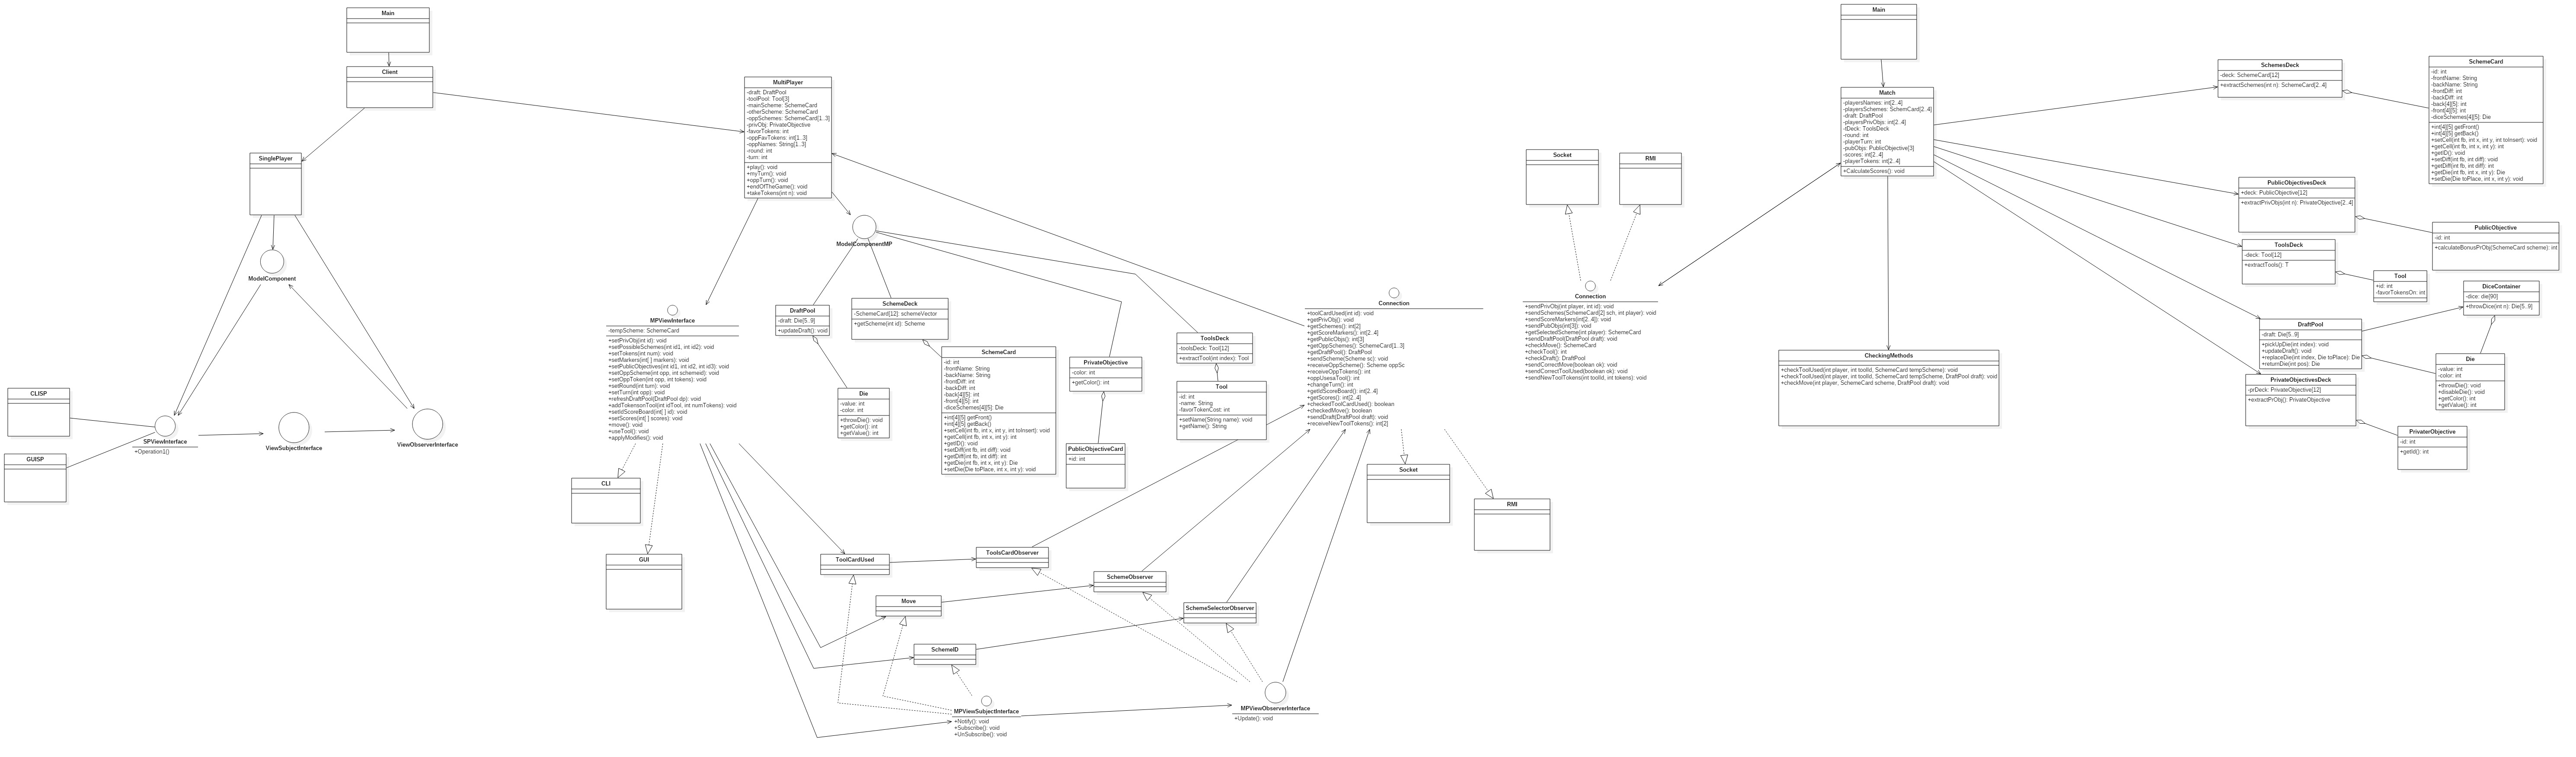 Main
Client
SinglePlayer
ModelComponent
CLISP
GUISP
SPViewInterface
+Operation1()
ViewSubjectInterface
ViewObserverInterface
MultiPlayer
-draft: DraftPool
-toolPool: Tool[3]
-mainScheme: SchemeCard
-otherScheme: SchemeCard
-oppSchemes: SchemeCard[1..3]
-privObj: PrivateObjective
-favorTokens: int
-oppFavTokens: int[1..3]
-oppNames: String[1..3]
-round: int
-turn: int
+play(): void
+myTurn(): void
+oppTurn(): void
+endOfTheGame(): void
+takeTokens(int n): void
ModelComponentMP
MPViewInterface
-tempScheme: SchemeCard
+setPrivObj(int id): void
+setPossibleSchemes(int id1, int id2): void
+setTokens(int num): void
+setMarkers(int[ ] markers): void
+setPublicObjectives(int id1, int id2, int id3): void
+setOppScheme(int opp, int schemeId): void
+setOppToken(int opp, int tokens): void
+setRound(int turn): void
+setTurn(int opp): void
+refreshDraftPool(DraftPool dp): void
+addTokensonTool(int idTool, int numTokens): void
+setIdScoreBoard(int[ ] id): void
+setScores(int[ ] scores): void
+move(): void
+useTool(): void
+applyModifies(): void
CLI
GUI
DraftPool
-draft: Die[5..9]
+updateDraft(): void
Die
-value: int
-color: int
+throwDie(): void
+getColor(): int
+getValue(): int
SchemeDeck
-SchemeCard[12]: schemeVector
+getScheme(int id): Scheme
SchemeCard
-id: int
-frontName: String
-backName: String
-frontDiff: int
-backDiff: int
-back[4][5]: int
-front[4][5]: int
-diceSchemes[4][5]: Die
+int[4][5] getFront()
+int[4][5] getBack()
+setCell(int fb, int x, int y, int toInsert): void
+getCell(int fb, int x, int y): int
+getID(): void
+setDiff(int fb, int diff): void
+getDiff(int fb, int diff): int
+getDie(int fb, int x, int y): Die
+setDie(Die toPlace, int x, int y): void
PrivateObjective
-color: int
+getColor(): int
PublicObjectiveCard
+id: int
ToolsDeck
-toolsDeck: Tool[12]
+extractTool(int index): Tool
Tool
-id: int
-name: String
-favorTokenCost: int
+setName(String name): void
+getName(): String
ToolCardUsed
Move
SchemeID
ToolsCardObserver
SchemeObserver
SchemeSelectorObserver
MPViewSubjectInterface
+Notify(): void
+Subscribe(): void
+UnSubscribe(): void
MPViewObserverInterface
+Update(): void
Connection
+toolCardUsed(int id): void
+getPrivObj(): void
+getSchemes(): int[2]
+getScoreMarkers(): int[2..4]
+getPublicObjs(): int[3]
+getOppSchemes(): SchemeCard[1..3]
+getDraftPool(): DraftPool
+sendScheme(Scheme sc): void
+receiveOppScheme(): Scheme oppSc
+receiveOppTokens(): int
+oppUsesaTool(): int
+changeTurn(): int
+getIdScoreBoard(): int[2..4]
+getScores(): int[2..4]
+checkedToolCardUsed(): boolean
+checkedMove(): boolean
+sendDraft(DraftPool draft): void
+receiveNewToolTokens(): int[2]
Socket
RMI
Socket
RMI
Connection
+sendPrivObj(int player, int id): void
+sendSchemes(SchemeCard[2] sch, int player): void
+sendScoreMarkers(int[2..4]): void
+sendPubObjs(int[3]): void
+getSelectedScheme(int player): SchemeCard
+sendDraftPool(DraftPool draft): void
+checkMove(): SchemeCard
+checkTool(): int
+checkDraft(): DraftPool
+sendCorrectMove(boolean ok): void
+sendCorrectToolUsed(boolean ok): void
+sendNewToolTokens(int toolId, int tokens): void
Main
Match
-playersNames: int[2..4]
-playersSchemes: SchemCard[2..4]
-draft: DraftPool
-playersPrivObjs: int[2..4]
-tDeck: ToolsDeck
-round: int
-playerTurn: int
-pubObjs: PublicObjective[3]
-scores: int[2..4]
-playerTokens: int[2..4]
+CalculateScores(): void
CheckingMethods
+checkToolUsed(int player, int toolId, SchemeCard tempScheme): void
+checkToolUsed(int player, int toolId, SchemeCard tempScheme, DraftPool draft): void
+checkMove(int player, SchemeCard scheme, DraftPool draft): void
SchemesDeck
-deck: SchemeCard[12]
+extractSchemes(int n): SchemeCard[2..4]
SchemeCard
-id: int
-frontName: String
-backName: String
-frontDiff: int
-backDiff: int
-back[4][5]: int
-front[4][5]: int
-diceSchemes[4][5]: Die
+int[4][5] getFront()
+int[4][5] getBack()
+setCell(int fb, int x, int y, int toInsert): void
+getCell(int fb, int x, int y): int
+getID(): void
+setDiff(int fb, int diff): void
+getDiff(int fb, int diff): int
+getDie(int fb, int x, int y): Die
+setDie(Die toPlace, int x, int y): void
PublicObjectivesDeck
+deck: PublicObjective[12]
+extractPrivObjs(int n): PrivateObjective[2..4]
PublicObjective
-id: int
+calculateBonusPrObj(SchemeCard scheme): int
ToolsDeck
-deck: Tool[12]
+extractTools(): T
Tool
+id: int
-favorTokensOn: int
DiceContainer
-dice: die[90]
+throwDice(int n): Die[5..9]
DraftPool
-draft: Die[5..9]
+pickUpDie(int index): void
+updateDraft(): void
+replaceDie(int index, Die toPlace): Die
+returnDie(int pos): Die
Die
-value: int
-color: int
+throwDie(): void
+disableDie(): void
+getColor(): int
+getValue(): int
PrivateObjectivesDeck
-prDeck: PrivateObjective[12]
+extractPrObj(): PrivateObjective
PrivaterObjective
-id: int
+getId(): int